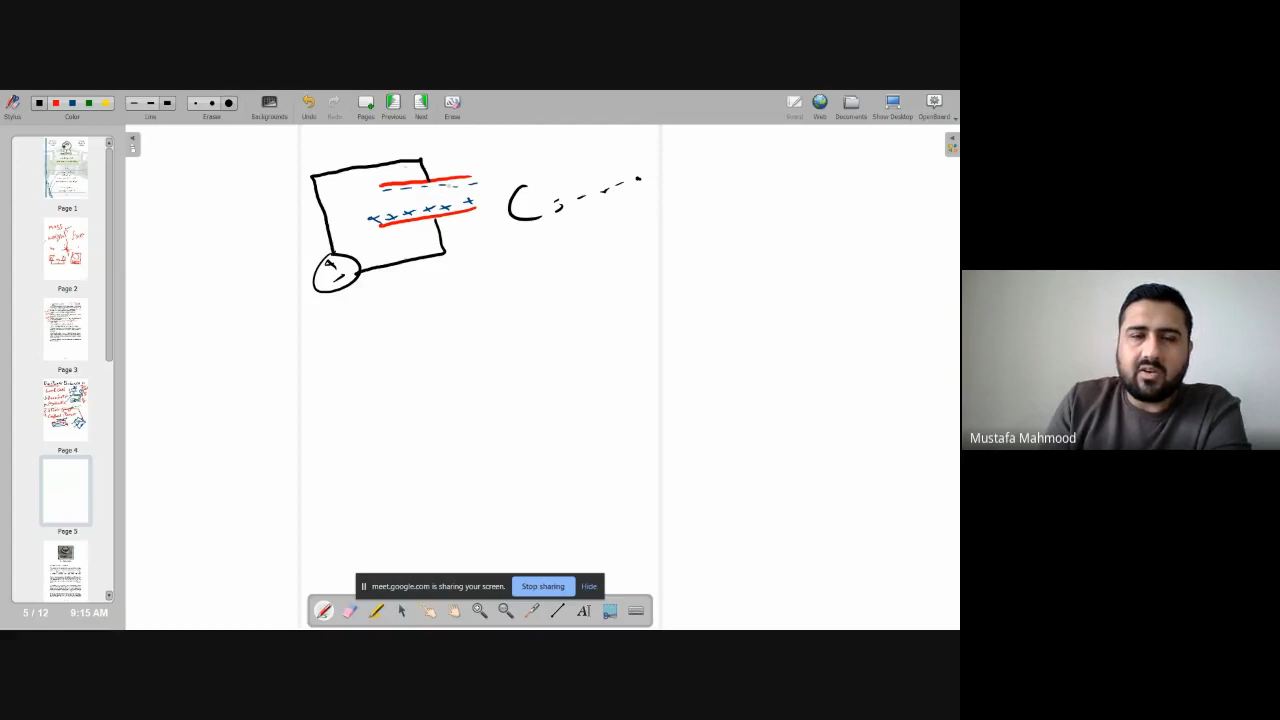 Stylus
Color
Line
Eraser
Backgrounds
Undo
Redo
Pages
Previous
Next
Erase
Board
Web
Documents
Show Desktop
OpenBoard
Page 1
mass
weight
Page 2
Page 3
Page 4
Page 5
5 / 12
9:15 AM
- - - - - -
+ + + + + +
C =
meet.google.com is sharing your screen.
Stop sharing
Hide
Mustafa Mahmood